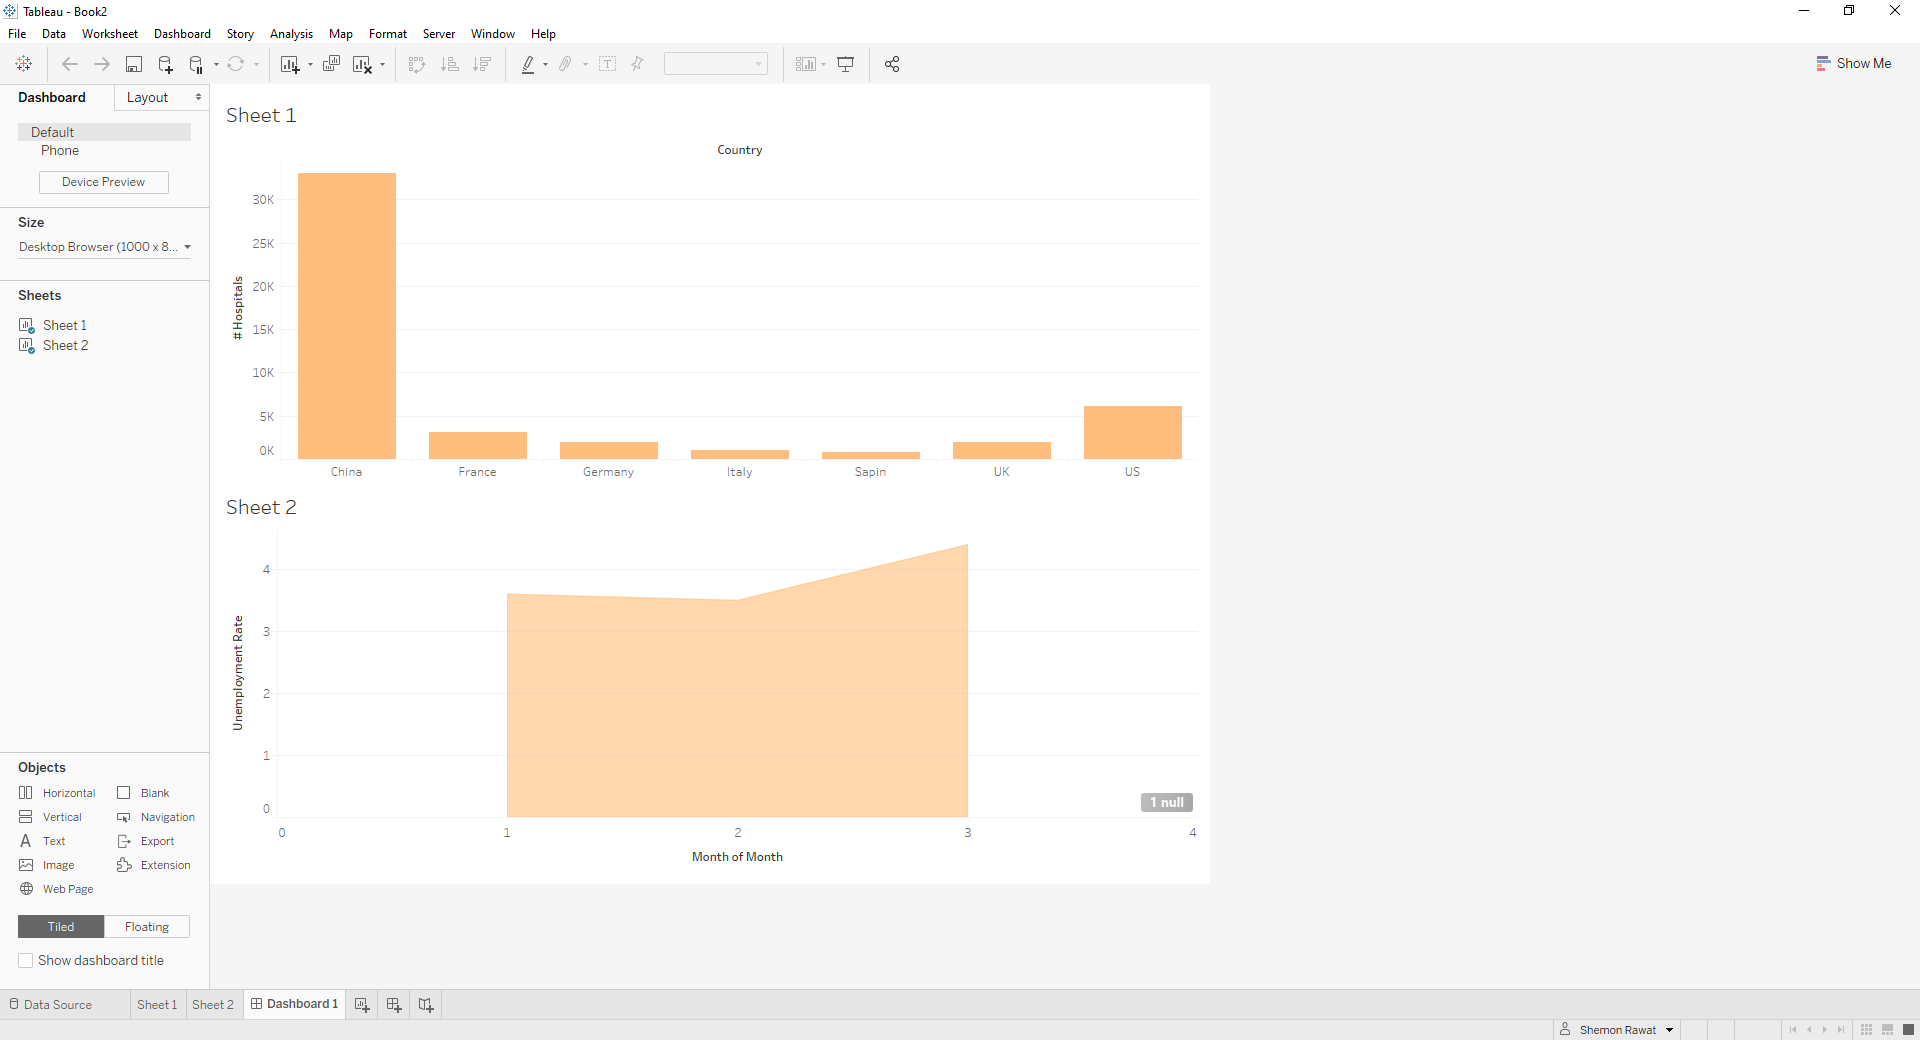 Tableau - Book2
File Data Worksheet Dashboard Story Analysis Map Format Server Window Help
Show Me
Dashboard Layout
Default
Phone
Device Preview
Size
Desktop Browser (1000 x 8...
Sheets
Sheet 1
Sheet 2
Objects
Horizontal Blank
Vertical Navigation
Text Export
Image Extension
Web Page
Tiled Floating
Show dashboard title
Sheet 1
Country
# Hospitals
30K
25K
20K
15K
10K
5K
0K
China France Germany Italy Sapin UK US
Sheet 2
Unemployment Rate
4
3
2
1
0
1 null
0 1 2 3 4
Month of Month
Data Source Sheet 1 Sheet 2 Dashboard 1
Shemon Rawat